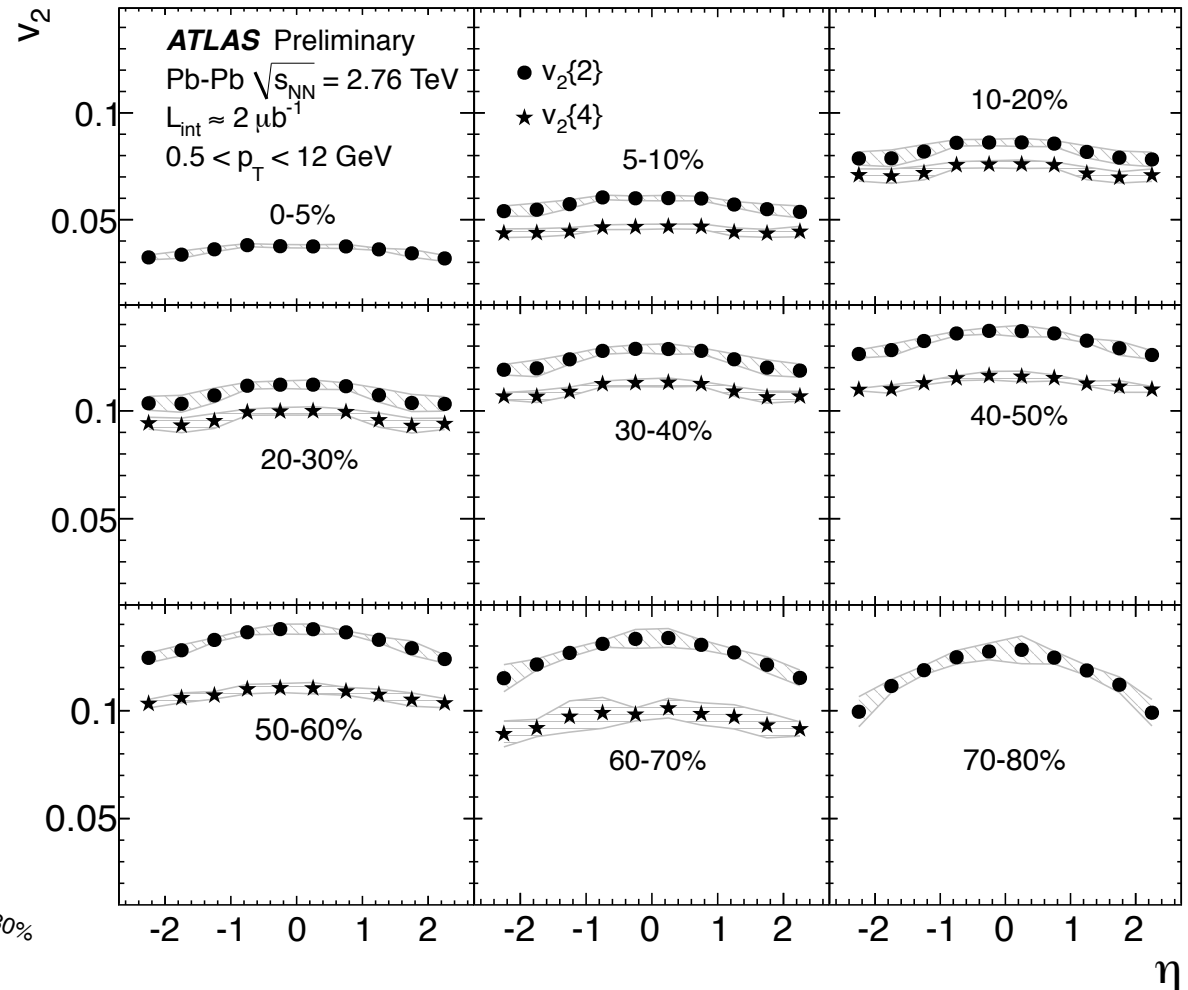 v₂
ATLAS Preliminary
Pb-Pb √sNN = 2.76 TeV
Lint ≈ 2 μb⁻¹
0.5 < pT < 12 GeV
v₂{2}
v₂{4}
0.1
0.05
0-5%
5-10%
10-20%
0.1
0.05
20-30%
30-40%
40-50%
0.1
0.05
50-60%
60-70%
70-80%
-2 -1 0 1 2 -2 -1 0 1 2 -2 -1 0 1 2
η